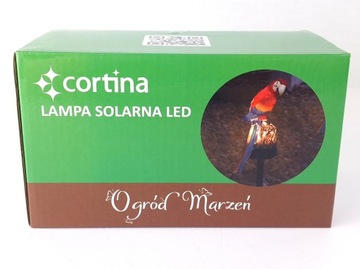 cortina
LAMPA SOLARNA LED
Ogród Marzeń